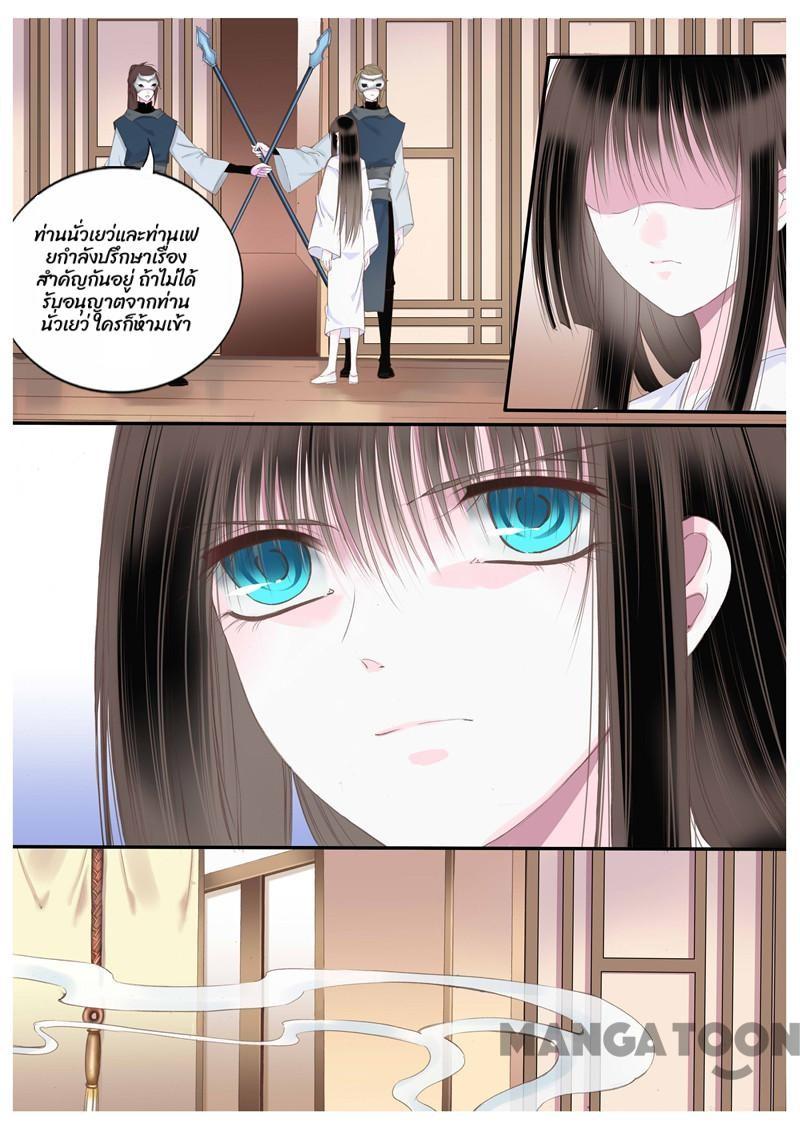 ท่านนั่วเยว่และท่านเฟ
ยกำลังปรึกษาเรื่อง
สำคัญกันอยู่ ถ้าไม่ได้
รับอนุญาตจากท่าน
นั่วเยว่ ใครก็ห้ามเข้า
MANGATOON